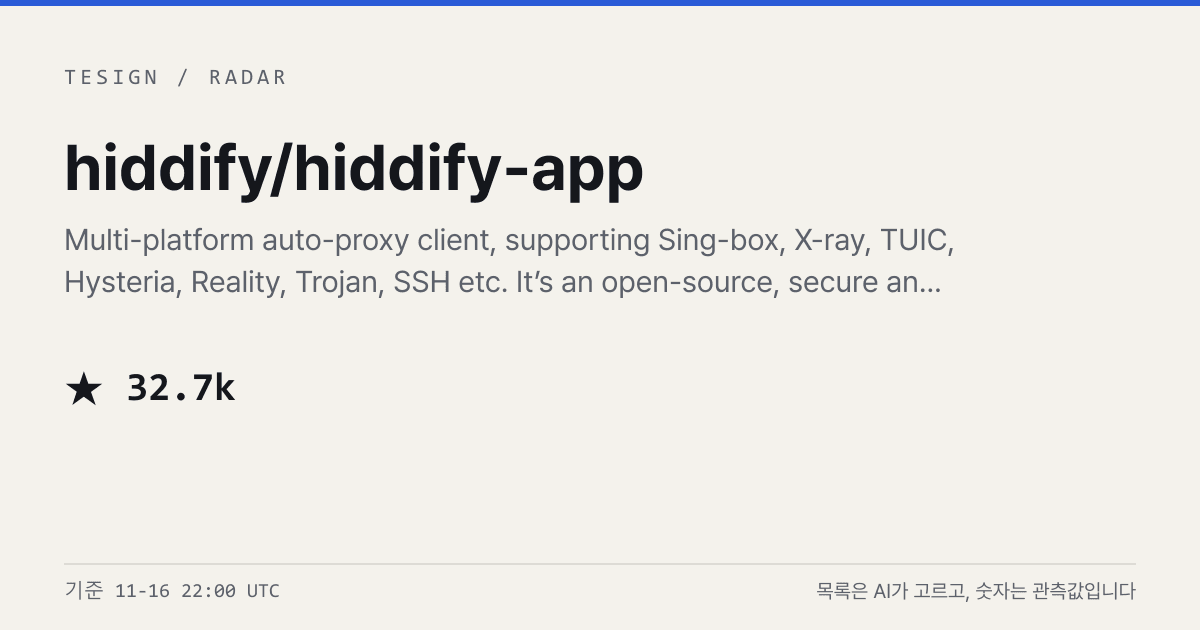 TESIGN / RADAR
hiddify/hiddify-app
Multi-platform auto-proxy client, supporting Sing-box, X-ray, TUIC,
Hysteria, Reality, Trojan, SSH etc. It’s an open-source, secure an…
★ 32.7k
기준 11-16 22:00 UTC
목록은 AI가 고르고, 숫자는 관측값입니다